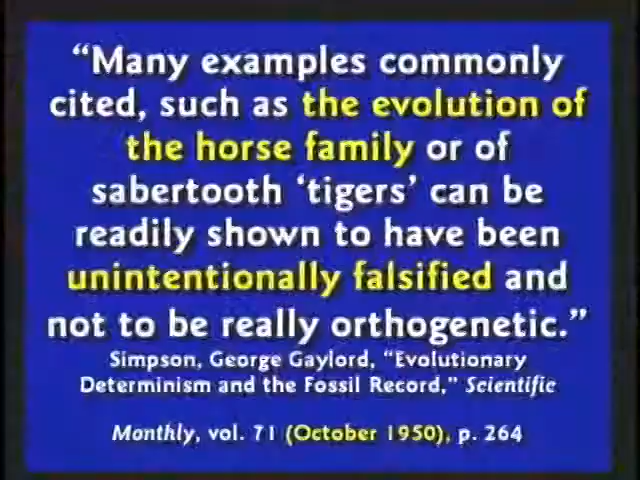 “Many examples commonly
cited, such as the evolution of
the horse family or of
sabertooth ‘tigers’ can be
readily shown to have been
unintentionally falsified and
not to be really orthogenetic.”
Simpson, George Gaylord, “Evolutionary
Determinism and the Fossil Record,” Scientific
Monthly, vol. 71 (October 1950), p. 264